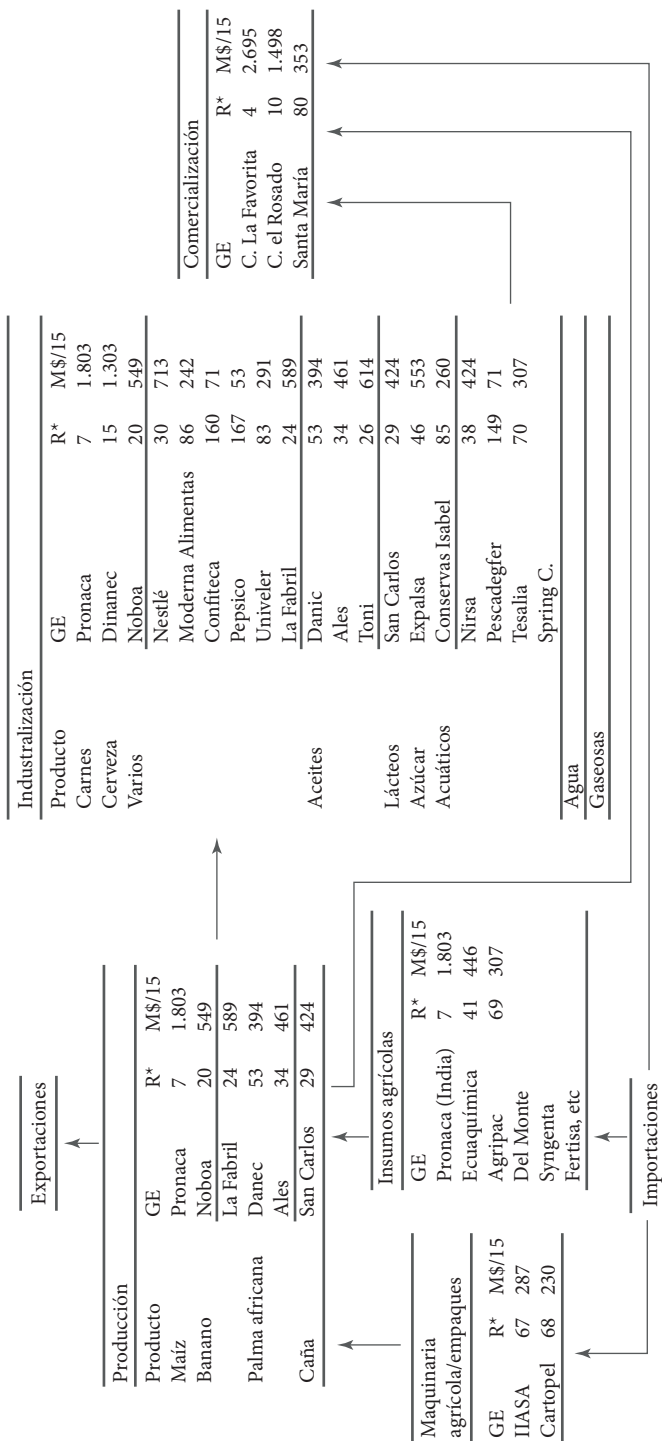 Exportaciones
Producción
Producto GE R* M$/15
Maíz Pronaca 7 1.803
Banano Noboa 20 549
La Fabril 24 589
Palma africana Danec 53 394
Ales 34 461
Caña San Carlos 29 424
Maquinaria
agrícola/empaques
GE R* M$/15
IIASA 67 287
Cartopel 68 230
Insumos agrícolas
GE R* M$/15
Pronaca (India) 7 1.803
Ecuaquímica 41 446
Agripac 69 307
Del Monte
Syngenta
Fertisa, etc
Importaciones
Industralización
Producto GE R* M$/15
Carnes Pronaca 7 1.803
Cerveza Dinanec 15 1.303
Varios Noboa 20 549
Nestlé 30 713
Moderna Alimentas 86 242
Confiteca 160 71
Pepsico 167 53
Univeler 83 291
La Fabril 24 589
Aceites Danic 53 394
Ales 34 461
Toni 26 614
Lácteos San Carlos 29 424
Azúcar Expalsa 46 553
Acuáticos Conservas Isabel 85 260
Nirsa 38 424
Pescadegfer 149 71
Tesalia 70 307
Spring C.
Agua
Gaseosas
Comercialización
GE R* M$/15
C. La Favorita 4 2.695
C. el Rosado 10 1.498
Santa María 80 353